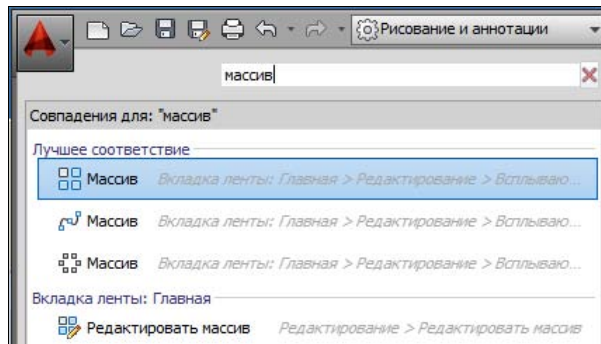 Рисование и аннотации
массив
Совпадения для: "массив"
Лучшее соответствие
Массив Вкладка ленты: Главная > Редактирование > Всплываю...
Массив Вкладка ленты: Главная > Редактирование > Всплываю...
Массив Вкладка ленты: Главная > Редактирование > Всплываю...
Вкладка ленты: Главная
Редактировать массив Редактирование > Редактировать массив